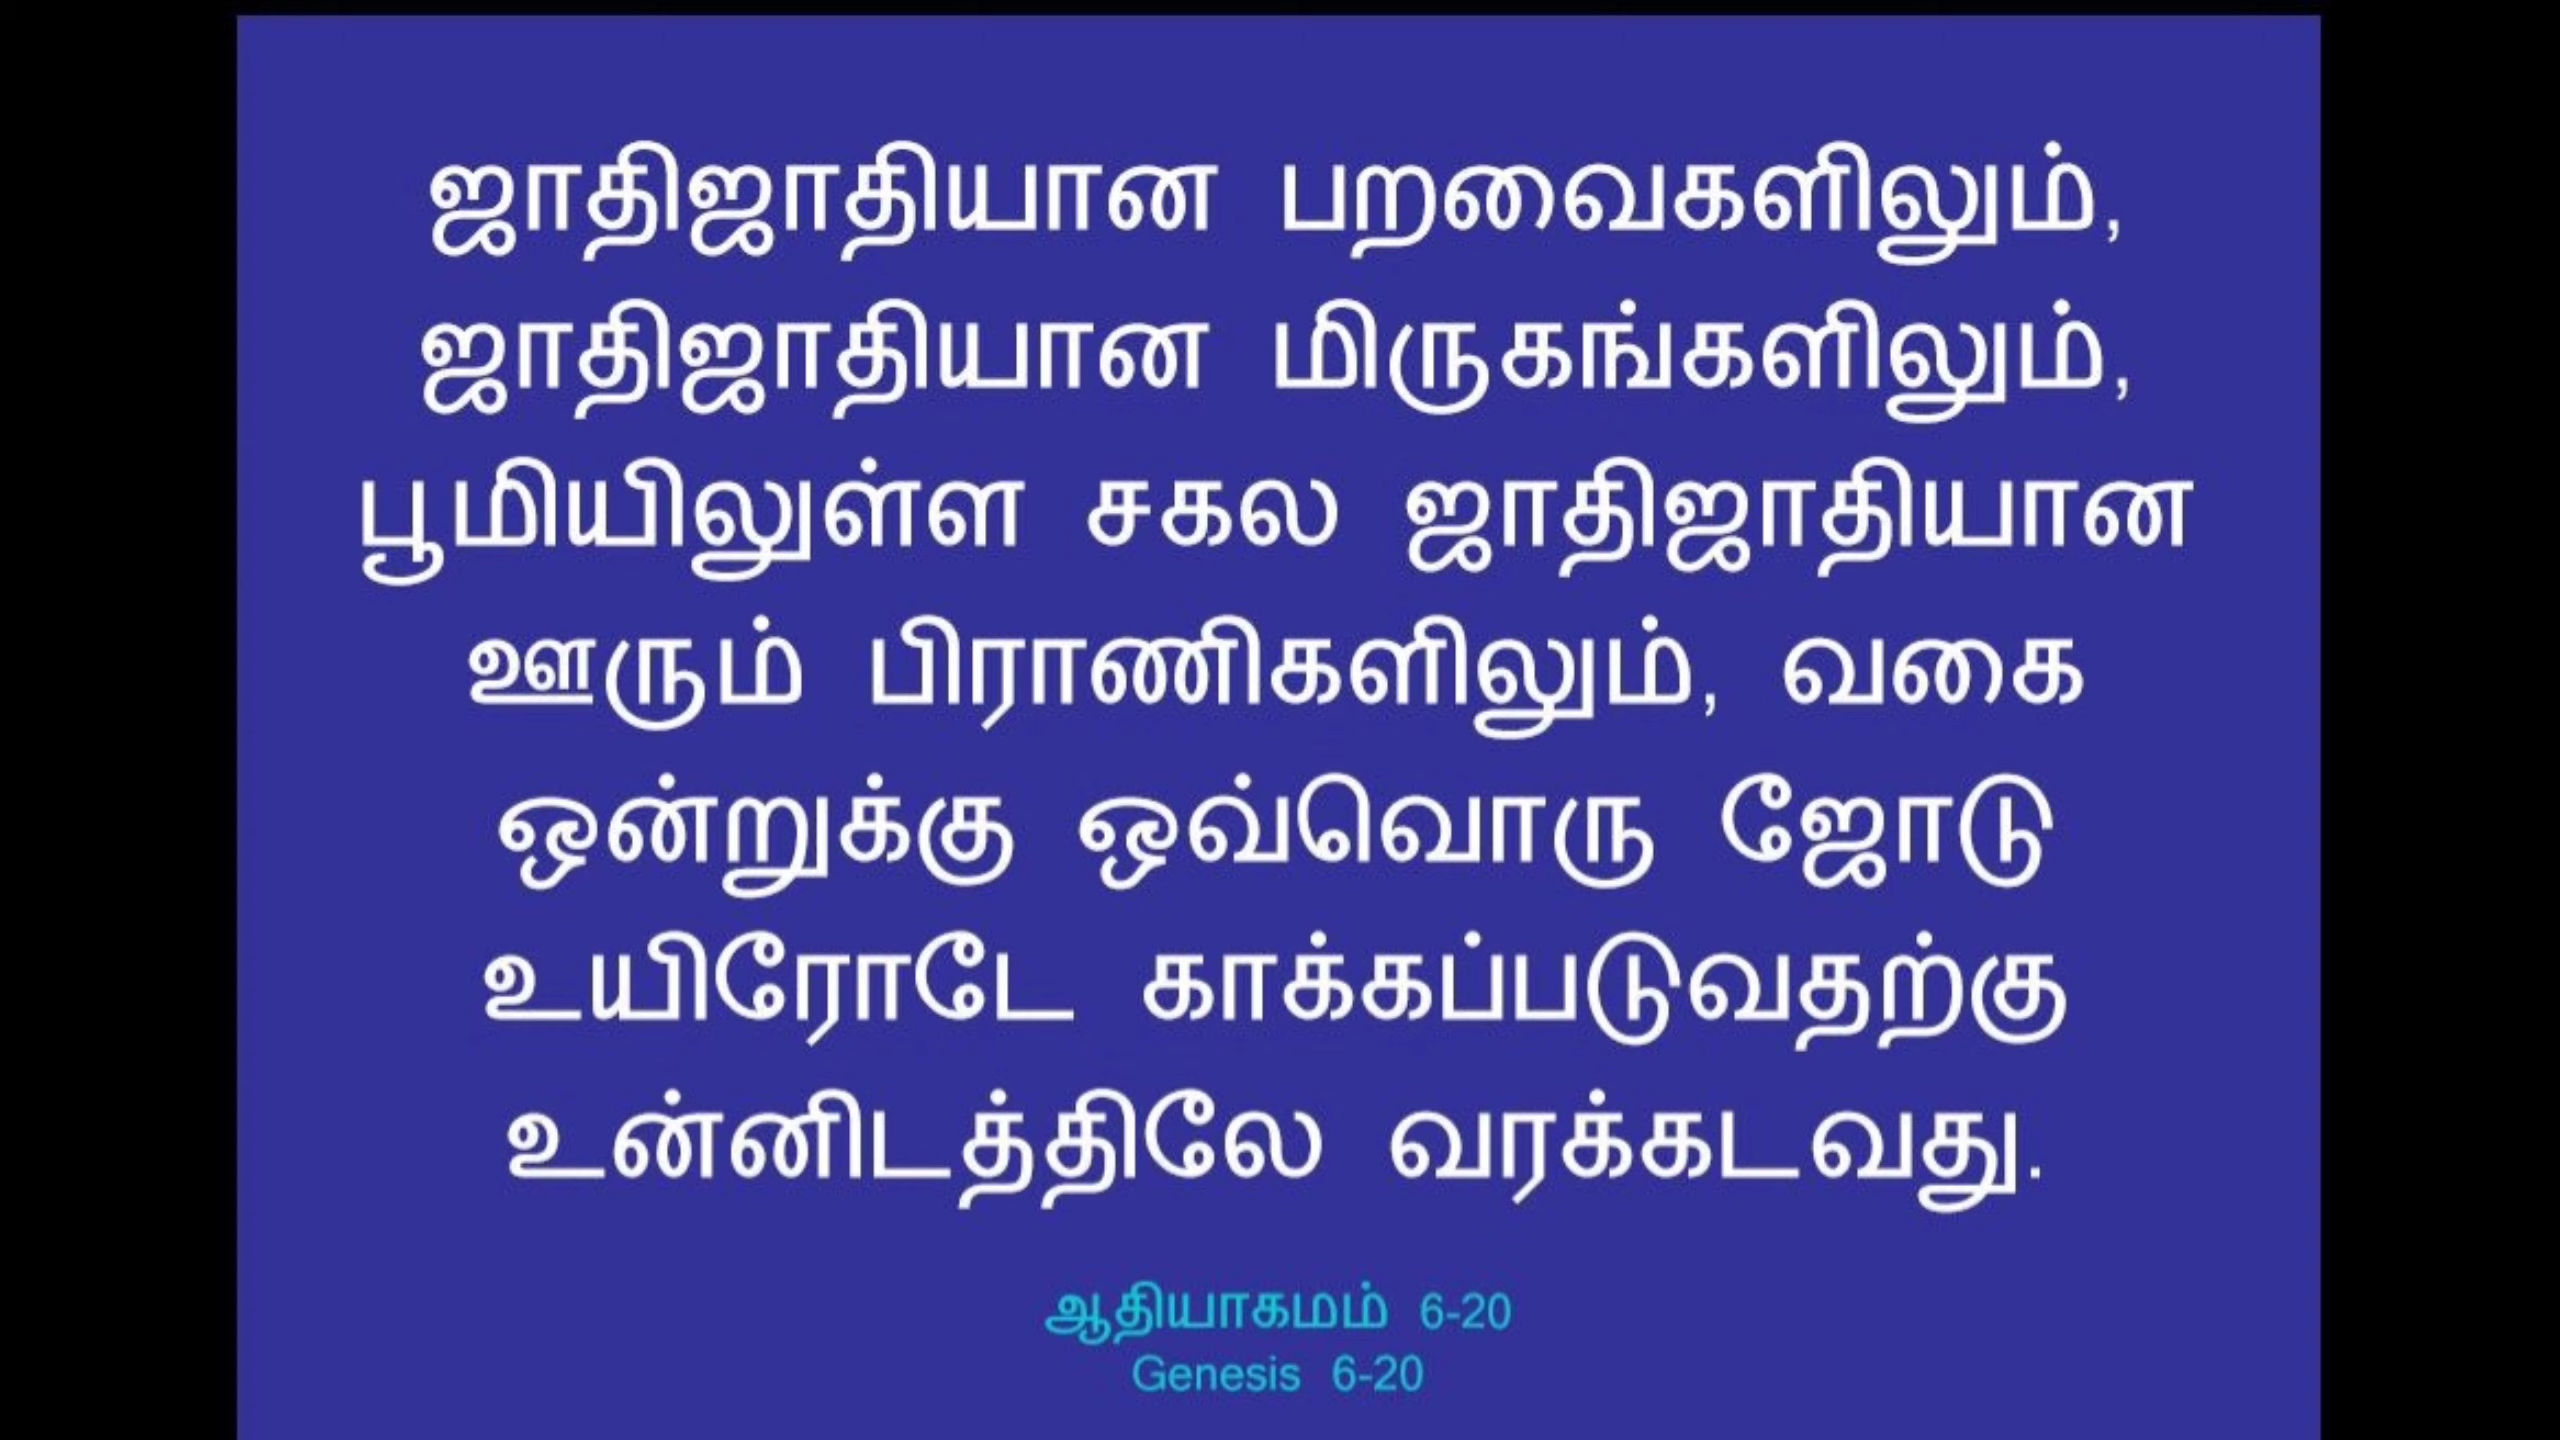 ஜாதிஜாதியான பறவைகளிலும்,
ஜாதிஜாதியான மிருகங்களிலும்,
பூமியிலுள்ள சகல ஜாதிஜாதியான
ஊரும் பிராணிகளிலும், வகை
ஒன்றுக்கு ஒவ்வொரு ஜோடு
உயிரோடே காக்கப்படுவதற்கு
உன்னிடத்திலே வரக்கடவது.
ஆதியாகமம் 6-20
Genesis 6-20